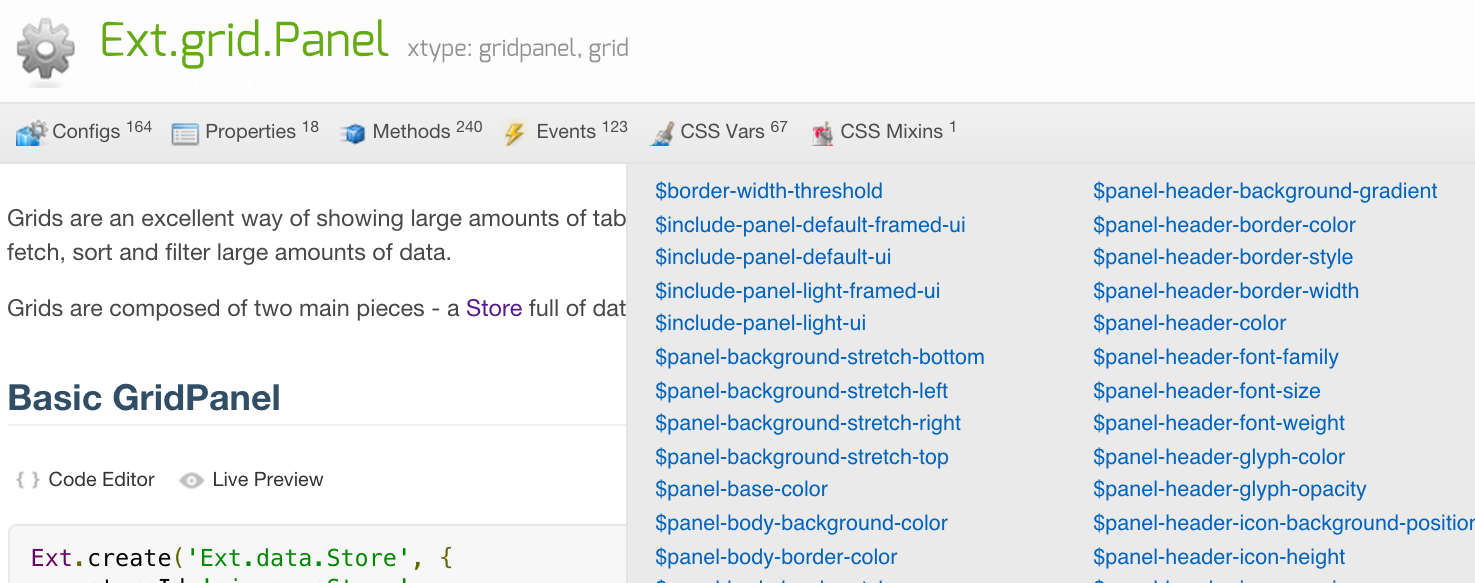 Ext.grid.Panel xtype: gridpanel, grid
Configs 164 Properties 18 Methods 240 Events 123 CSS Vars 67 CSS Mixins 1
Grids are an excellent way of showing large amounts of tab
fetch, sort and filter large amounts of data.
Grids are composed of two main pieces - a Store full of dat
Basic GridPanel
{ } Code Editor Live Preview
Ext.create('Ext.data.Store', {
$border-width-threshold
$include-panel-default-framed-ui
$include-panel-default-ui
$include-panel-light-framed-ui
$include-panel-light-ui
$panel-background-stretch-bottom
$panel-background-stretch-left
$panel-background-stretch-right
$panel-background-stretch-top
$panel-base-color
$panel-body-background-color
$panel-body-border-color
$panel-header-background-gradient
$panel-header-border-color
$panel-header-border-style
$panel-header-border-width
$panel-header-color
$panel-header-font-family
$panel-header-font-size
$panel-header-font-weight
$panel-header-glyph-color
$panel-header-glyph-opacity
$panel-header-icon-background-position
$panel-header-icon-height